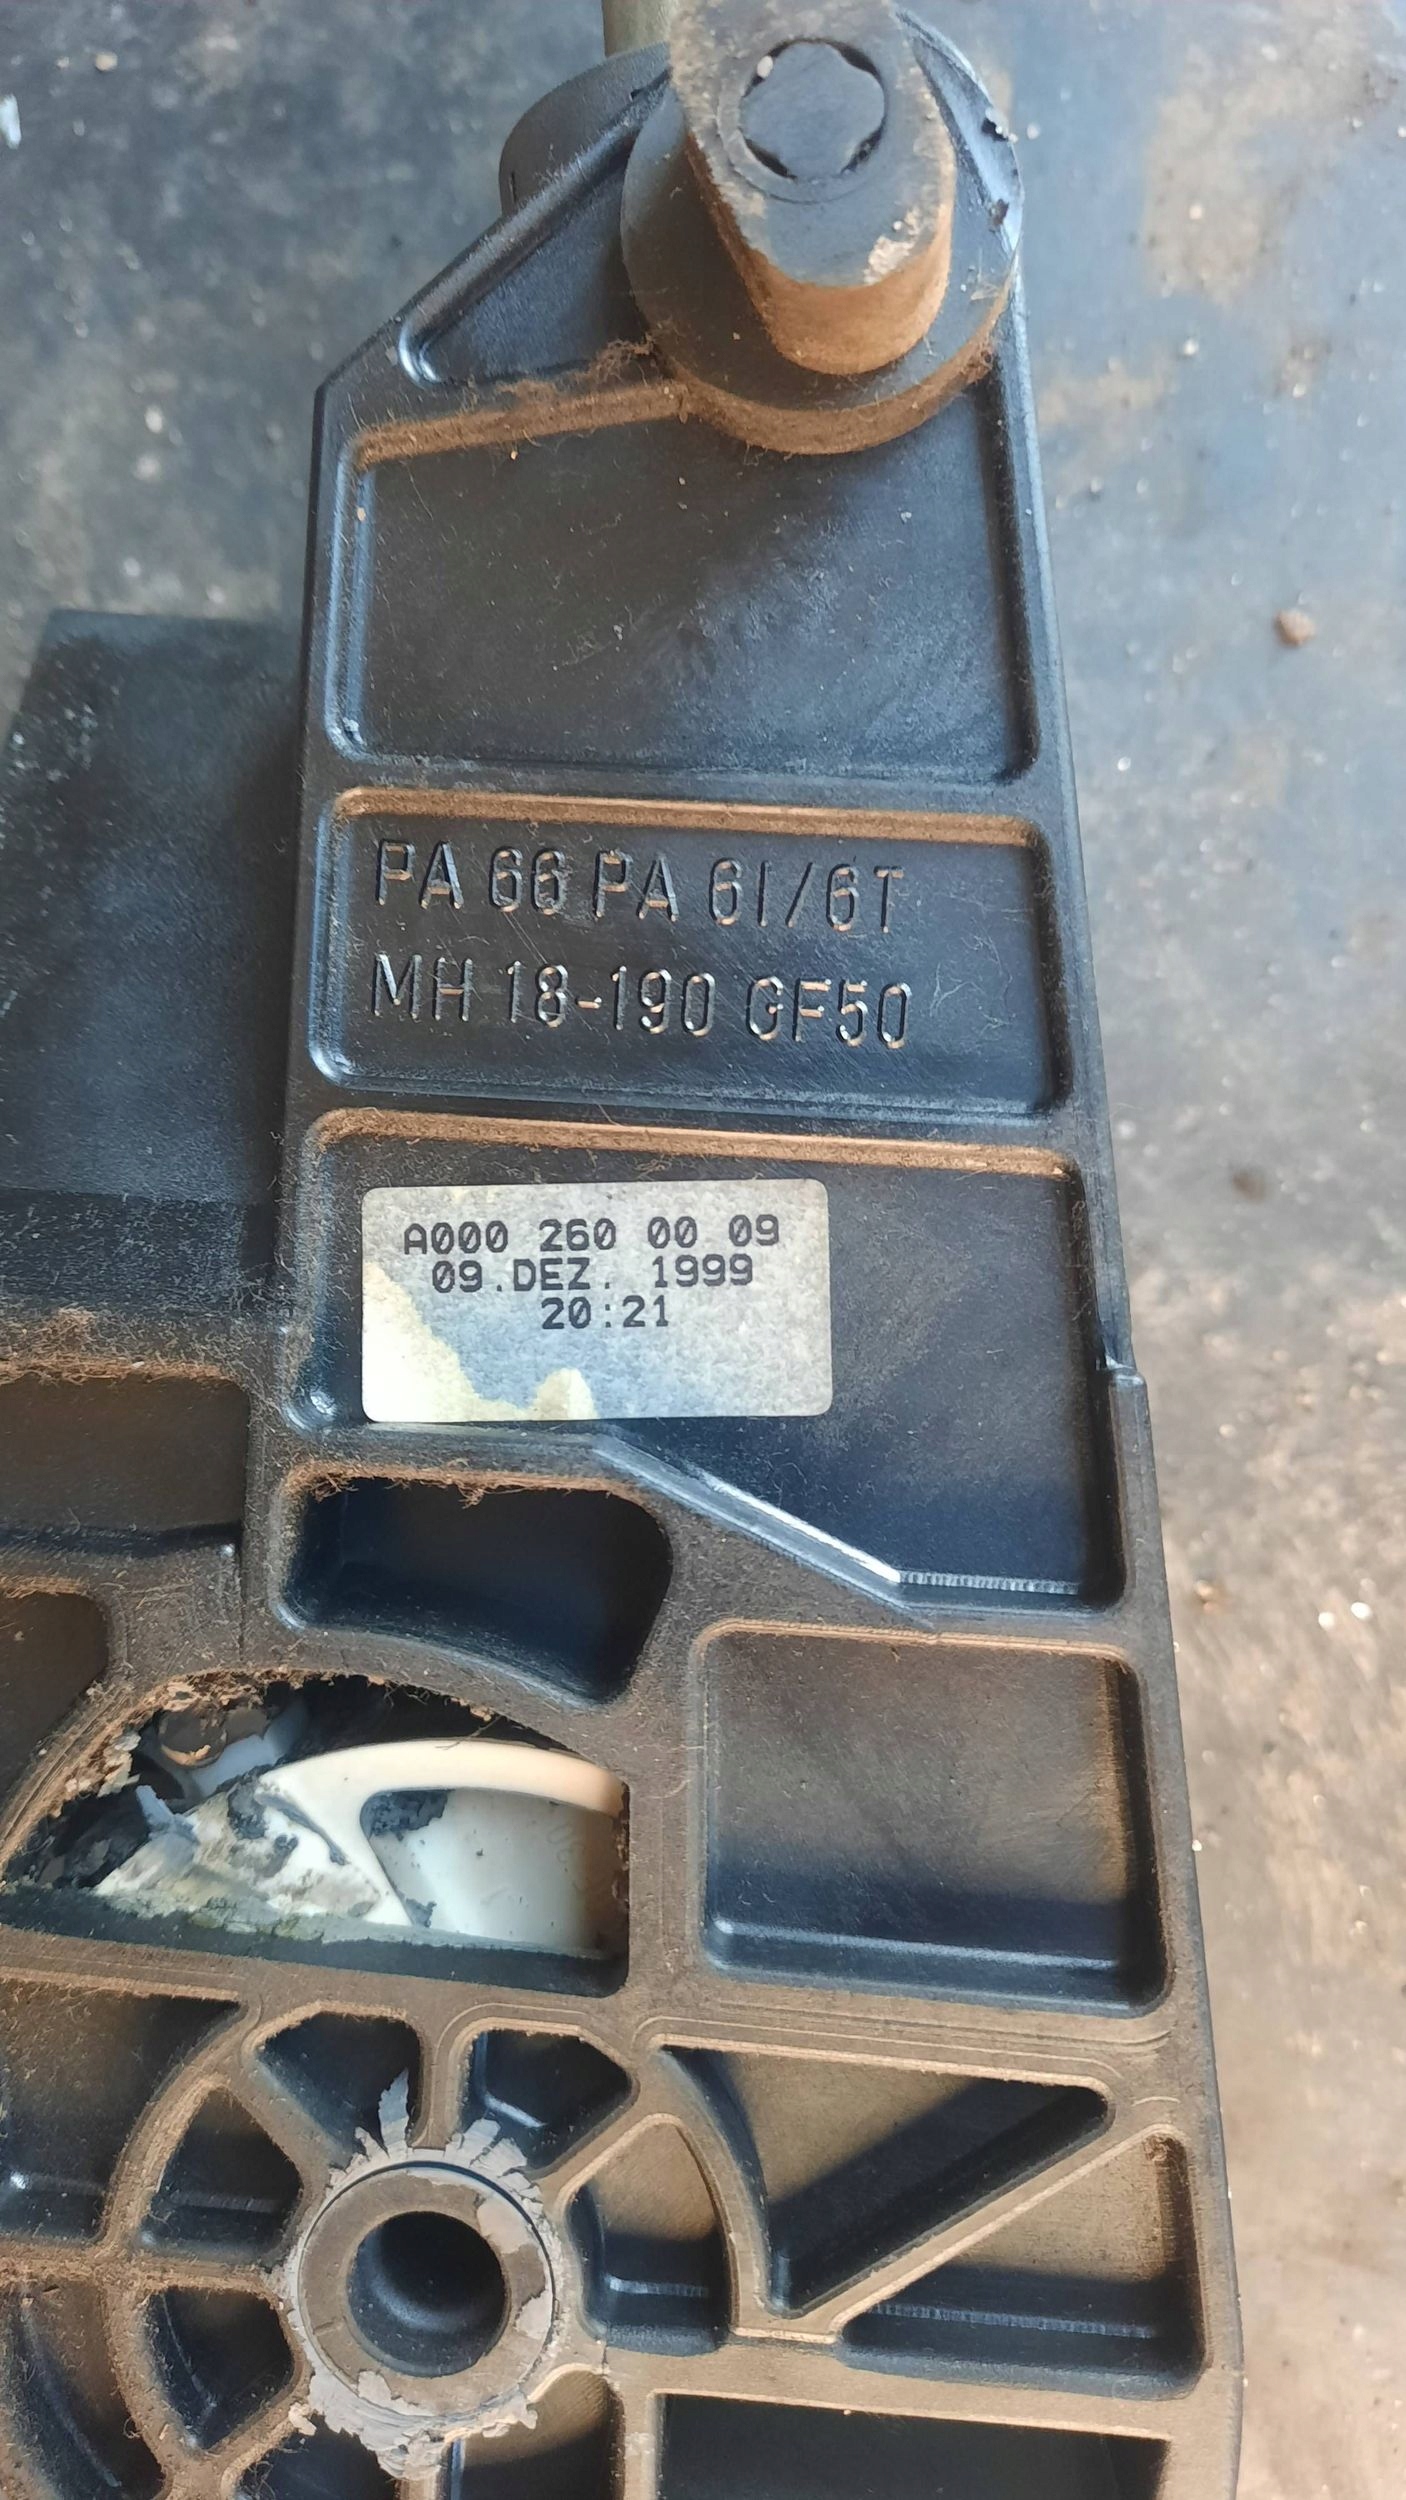 PA 66 PA 6I/6T
MH 18-190 GF50
A000 260 00 09
09.DEZ. 1999
20:21